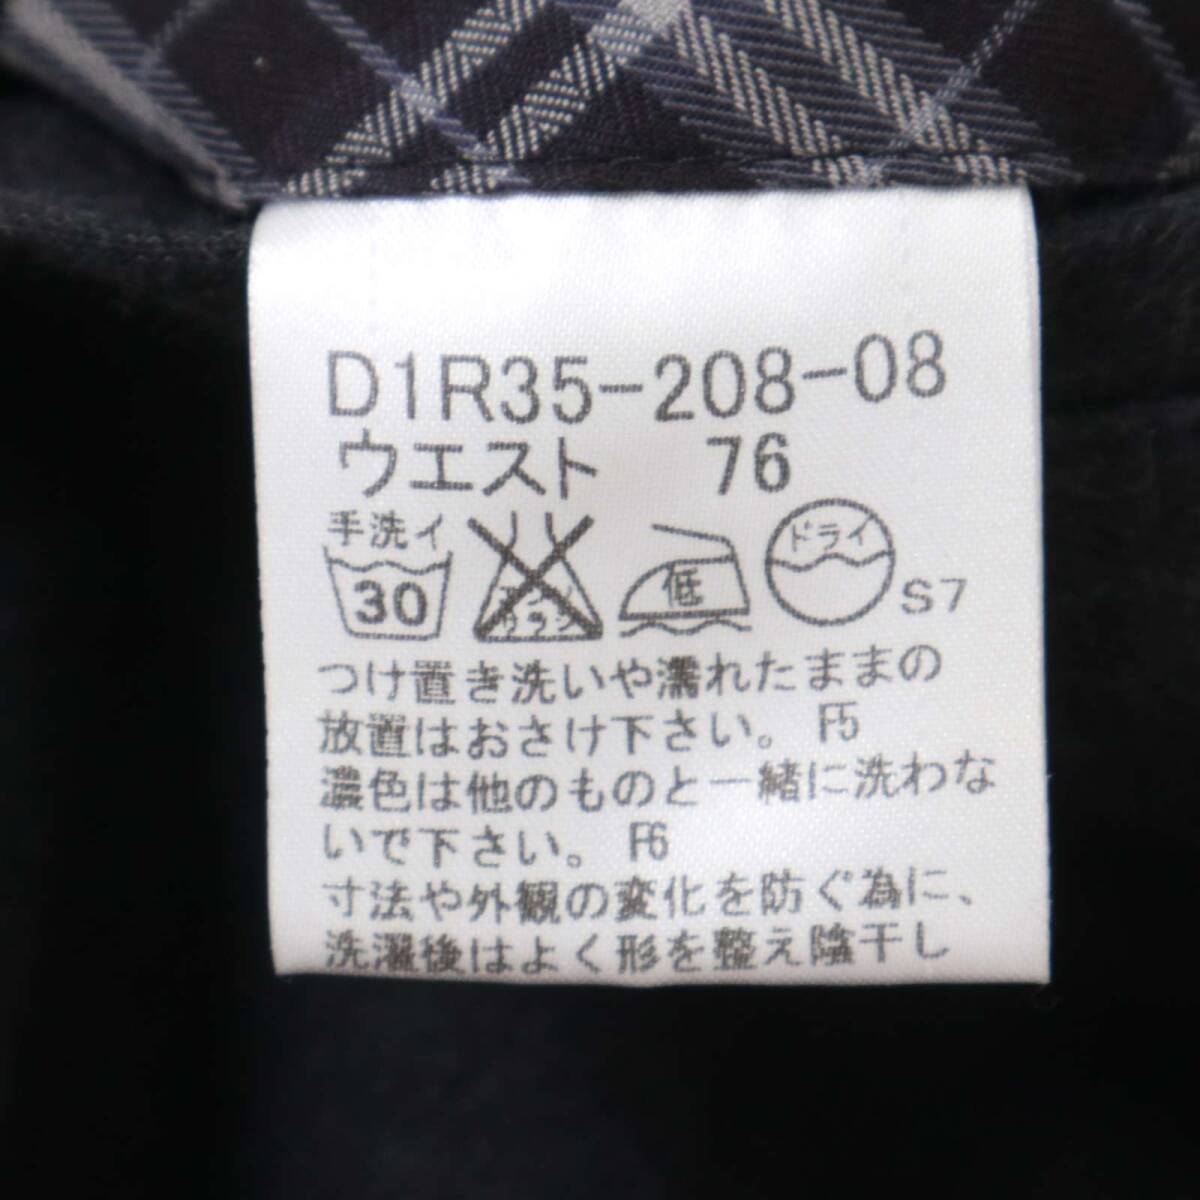 D1R35-208-08
ウエスト 76
手洗イ
30
低
ドライ
S7
つけ置き洗いや濡れたままの
放置はおさけ下さい。F5
濃色は他のものと一緒に洗わな
いで下さい。F6
寸法や外観の変化を防ぐ為に、
洗濯後はよく形を整え陰干し